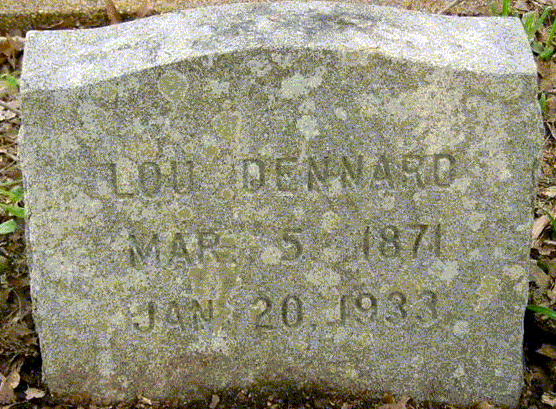 LOU DENNARD
MAR. 5, 1871
JAN 20, 1933